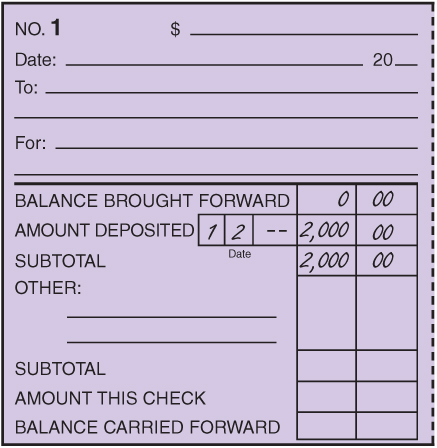 NO. 1 $
Date: 20
To:
For:
BALANCE BROUGHT FORWARD 0 00
AMOUNT DEPOSITED 1 2 -- 2,000 00
Date
SUBTOTAL 2,000 00
OTHER:
SUBTOTAL
AMOUNT THIS CHECK
BALANCE CARRIED FORWARD